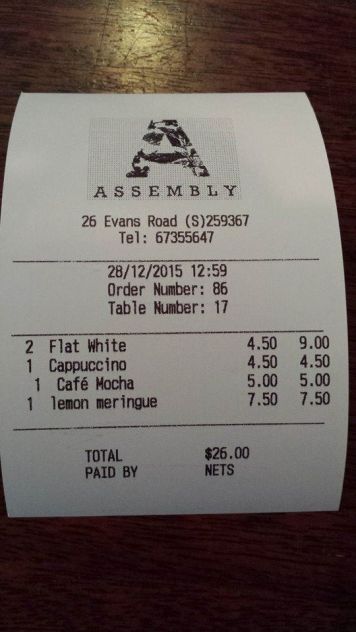 A
ASSEMBLY
26 Evans Road (S)259367
Tel: 67355647
28/12/2015 12:59
Order Number: 86
Table Number: 17
2 Flat White 4.50 9.00
1 Cappuccino 4.50 4.50
1 Café Mocha 5.00 5.00
1 lemon meringue 7.50 7.50
TOTAL $26.00
PAID BY NETS